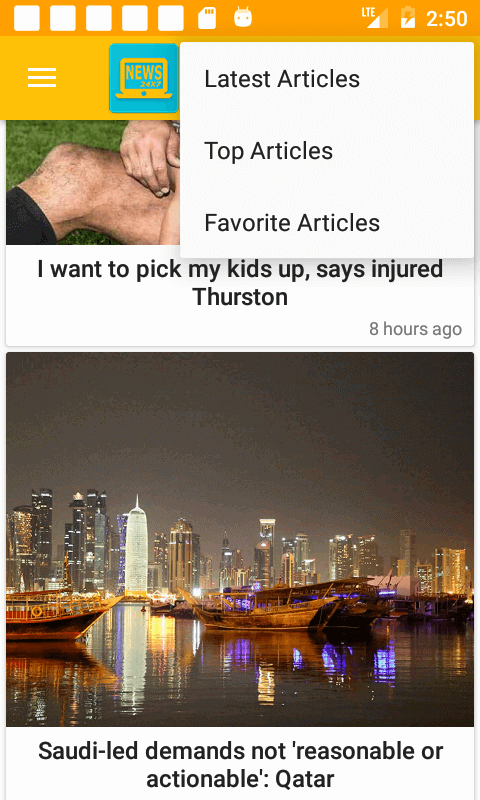 LTE 2:50
NEWS
24X7
Latest Articles
Top Articles
Favorite Articles
I want to pick my kids up, says injured
Thurston
8 hours ago
Saudi-led demands not 'reasonable or
actionable': Qatar